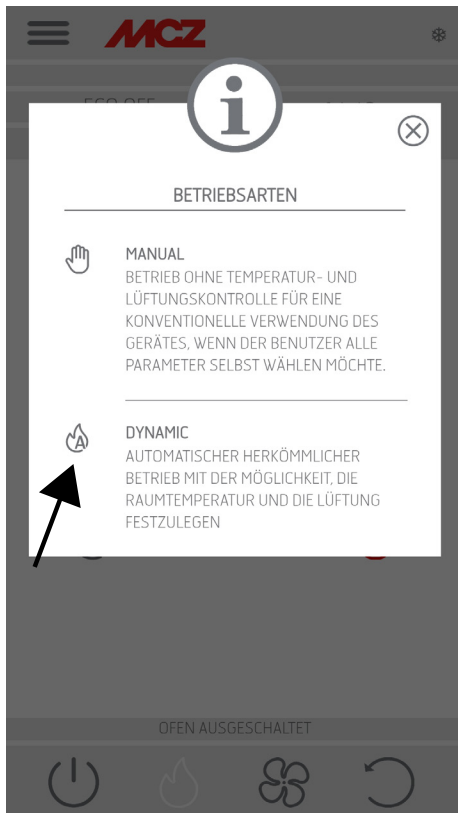 MCZ
i
BETRIEBSARTEN
MANUAL
BETRIEB OHNE TEMPERATUR- UND
LÜFTUNGSKONTROLLE FÜR EINE
KONVENTIONELLE VERWENDUNG DES
GERÄTES, WENN DER BENUTZER ALLE
PARAMETER SELBST WÄHLEN MÖCHTE.
A
DYNAMIC
AUTOMATISCHER HERKÖMMLICHER
BETRIEB MIT DER MÖGLICHKEIT, DIE
RAUMTEMPERATUR UND DIE LÜFTUNG
FESTZULEGEN
OFEN AUSGESCHALTET